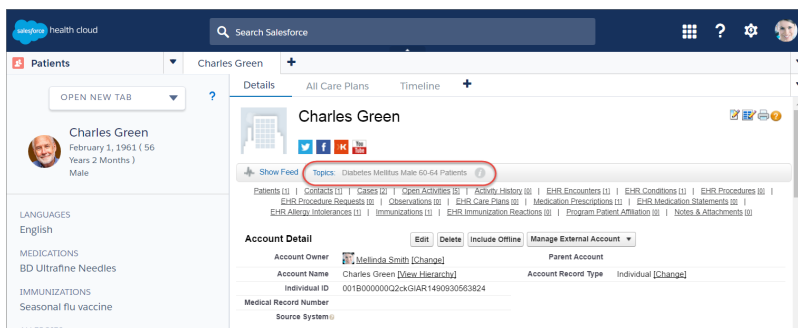 salesforce health cloud
Search Salesforce
?
Patients
Charles Green +
OPEN NEW TAB
?
Charles Green
February 1, 1961 ( 56
Years 2 Months )
Male
LANGUAGES
English
MEDICATIONS
BD Ultrafine Needles
IMMUNIZATIONS
Seasonal flu vaccine
Details All Care Plans Timeline +
Charles Green
You Tube
Show Feed Topics: Diabetes Mellitus Male 60-64 Patients i
Patients [1] | Contacts [1] | Cases [2] | Open Activities [5] | Activity History [0] | EHR Encounters [1] | EHR Conditions [1] | EHR Procedures [0] |
EHR Procedure Requests [0] | Observations [0] | EHR Care Plans [0] | Medication Prescriptions [1] | EHR Medication Statements [0] |
EHR Allergy Intolerances [1] | Immunizations [1] | EHR Immunization Reactions [0] | Program Patient Affiliation [0] | Notes & Attachments [0]
Account Detail Edit Delete Include Offline Manage External Account
Account Owner Mellinda Smith [Change] Parent Account
Account Name Charles Green [View Hierarchy] Account Record Type Individual [Change]
Individual ID 001B000000Q2ckGIAR1490930563824
Medical Record Number
Source System